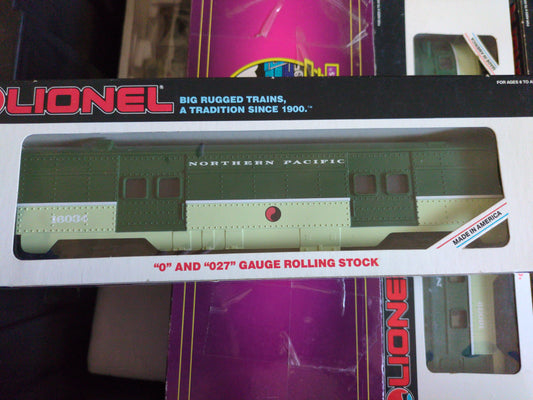 LIONEL
BIG RUGGED TRAINS,
A TRADITION SINCE 1900.™
FOR AGES 8 TO
NORTHERN PACIFIC
16034
MADE IN AMERICA
"O" AND "027" GAUGE ROLLING STOCK
LIONEL